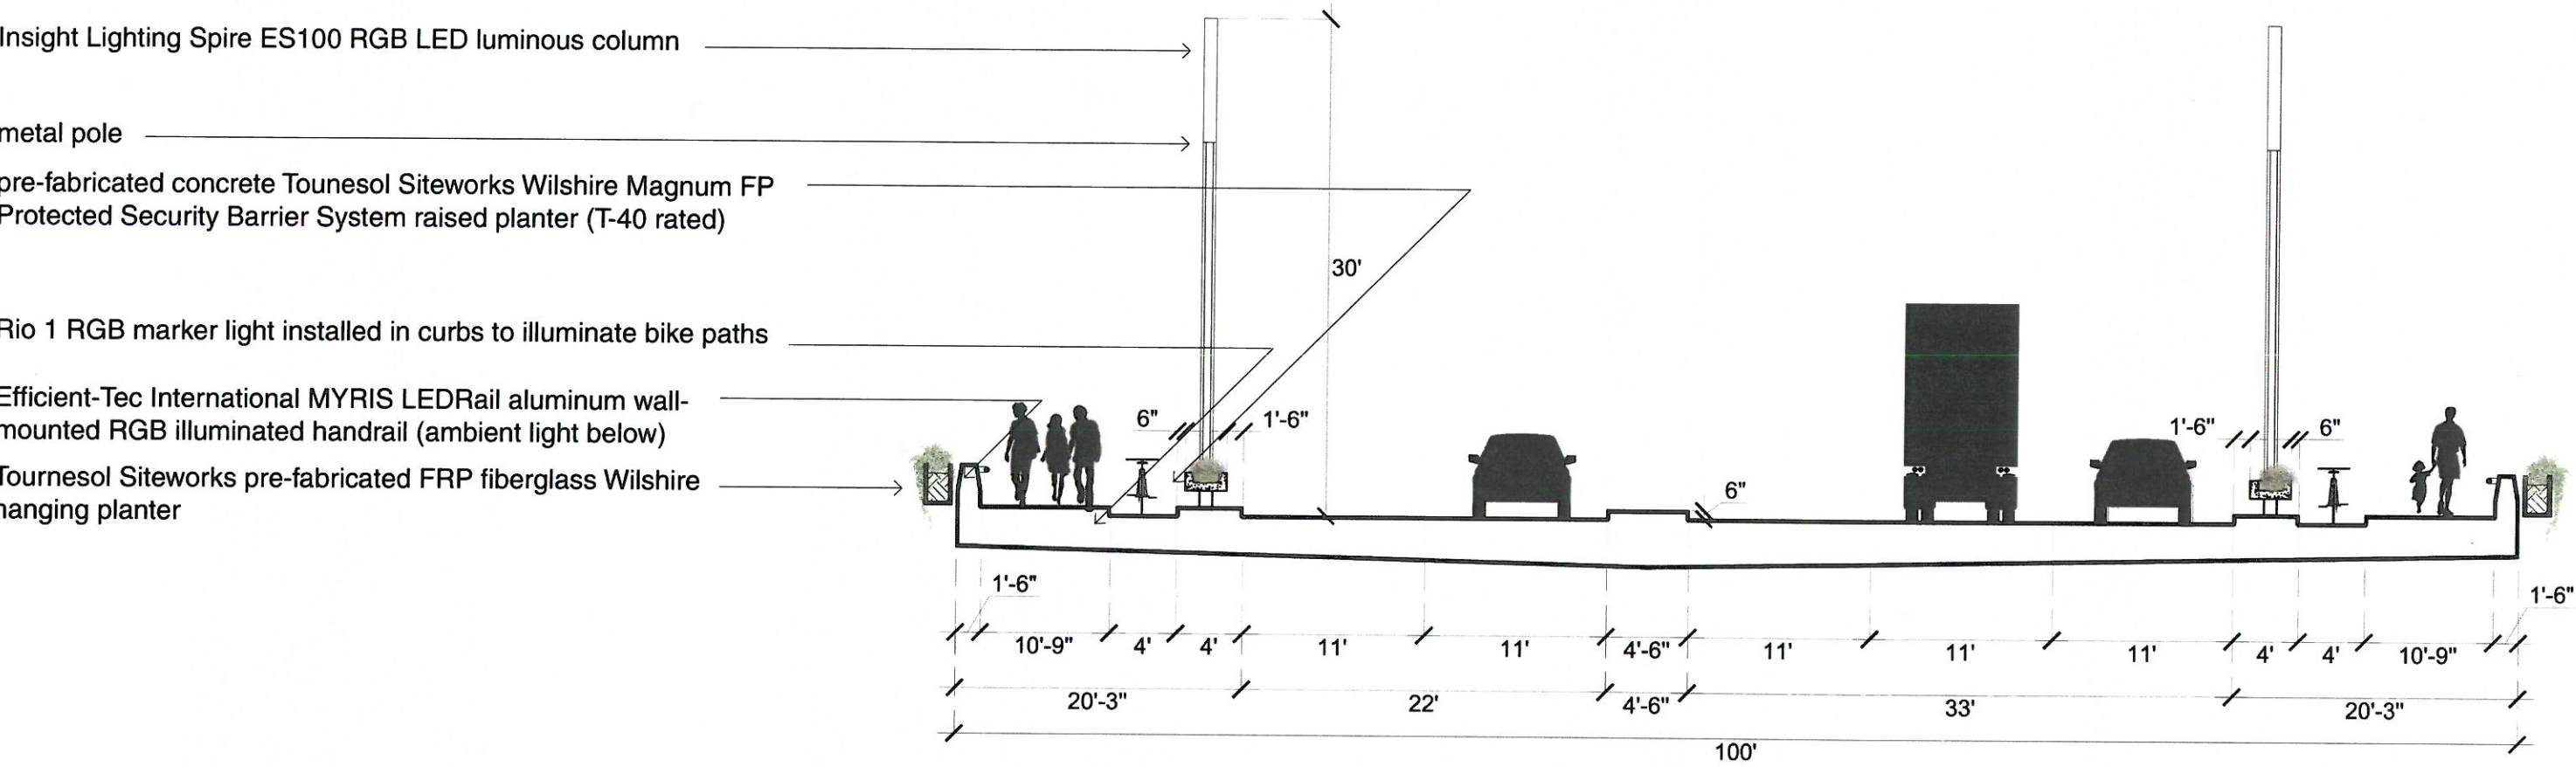 Insight Lighting Spire ES100 RGB LED luminous column
metal pole
pre-fabricated concrete Tounesol Siteworks Wilshire Magnum FP
Protected Security Barrier System raised planter (T-40 rated)
30'
Rio 1 RGB marker light installed in curbs to illuminate bike paths
Efficient-Tec International MYRIS LEDRail aluminum wall-
mounted RGB illuminated handrail (ambient light below)
6" 1'-6" 1'-6" 6"
Tournesol Siteworks pre-fabricated FRP fiberglass Wilshire
hanging planter
6"
1'-6" 1'-6"
10'-9" 4' 4' 11' 11' 4'-6" 11' 11' 11' 4' 4' 10'-9"
20'-3" 22' 4'-6" 33' 20'-3"
100'